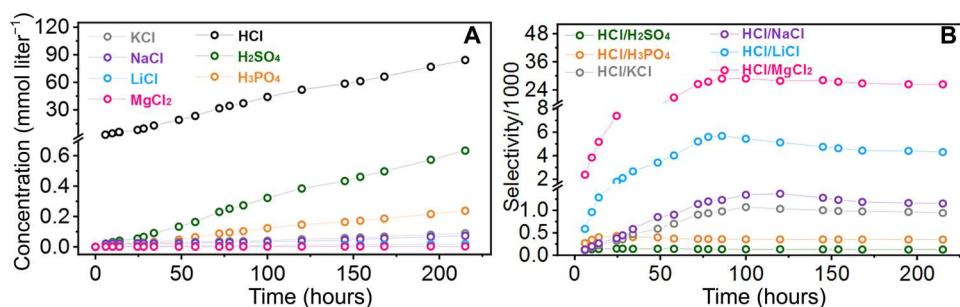 A
KCl
HCl
NaCl
H₂SO₄
LiCl
H₃PO₄
MgCl₂
Concentration (mmol liter⁻¹)
120
90
60
30
0.6
0.4
0.2
0.0
0
50
100
150
200
Time (hours)
B
HCl/H₂SO₄
HCl/NaCl
HCl/H₃PO₄
HCl/LiCl
HCl/KCl
HCl/MgCl₂
Selectivity/1000
48
40
32
24
6
4
2
1.0
0.5
0.0
0
50
100
150
200
Time (hours)